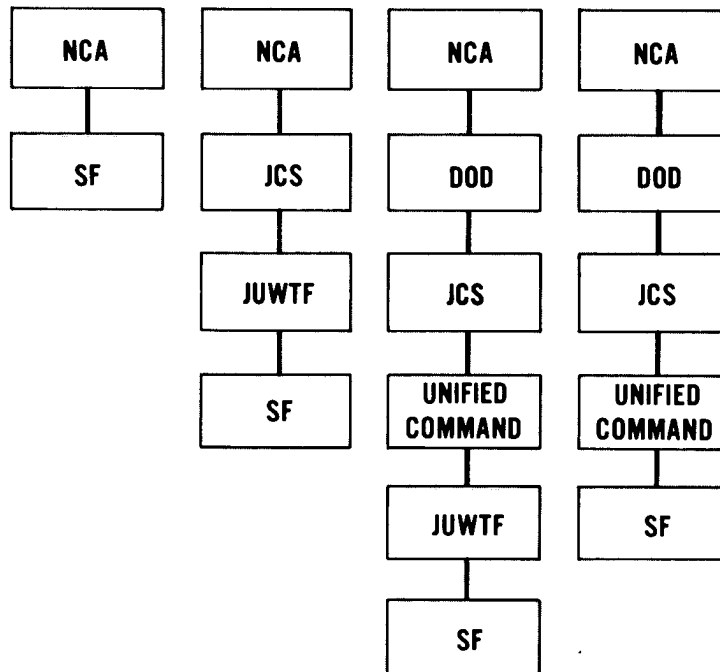 NCA
SF
NCA
JCS
JUWTF
SF
NCA
DOD
JCS
UNIFIED
COMMAND
JUWTF
SF
NCA
DOD
JCS
UNIFIED
COMMAND
SF